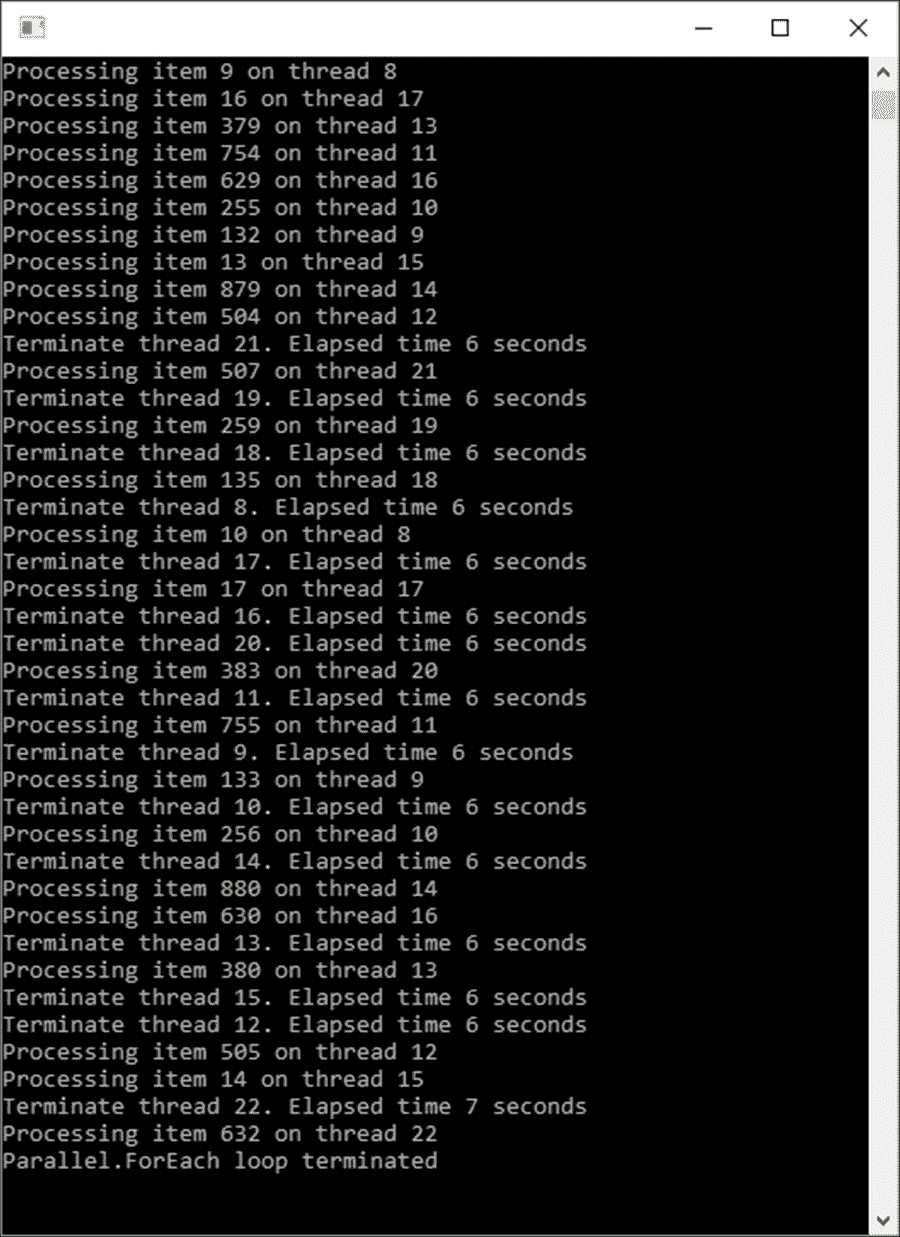 Processing item 9 on thread 8
Processing item 16 on thread 17
Processing item 379 on thread 13
Processing item 754 on thread 11
Processing item 629 on thread 16
Processing item 255 on thread 10
Processing item 132 on thread 9
Processing item 13 on thread 15
Processing item 879 on thread 14
Processing item 504 on thread 12
Terminate thread 21. Elapsed time 6 seconds
Processing item 507 on thread 21
Terminate thread 19. Elapsed time 6 seconds
Processing item 259 on thread 19
Terminate thread 18. Elapsed time 6 seconds
Processing item 135 on thread 18
Terminate thread 8. Elapsed time 6 seconds
Processing item 10 on thread 8
Terminate thread 17. Elapsed time 6 seconds
Processing item 17 on thread 17
Terminate thread 16. Elapsed time 6 seconds
Terminate thread 20. Elapsed time 6 seconds
Processing item 383 on thread 20
Terminate thread 11. Elapsed time 6 seconds
Processing item 755 on thread 11
Terminate thread 9. Elapsed time 6 seconds
Processing item 133 on thread 9
Terminate thread 10. Elapsed time 6 seconds
Processing item 256 on thread 10
Terminate thread 14. Elapsed time 6 seconds
Processing item 880 on thread 14
Processing item 630 on thread 16
Terminate thread 13. Elapsed time 6 seconds
Processing item 380 on thread 13
Terminate thread 15. Elapsed time 6 seconds
Terminate thread 12. Elapsed time 6 seconds
Processing item 505 on thread 12
Processing item 14 on thread 15
Terminate thread 22. Elapsed time 7 seconds
Processing item 632 on thread 22
Parallel.ForEach loop terminated